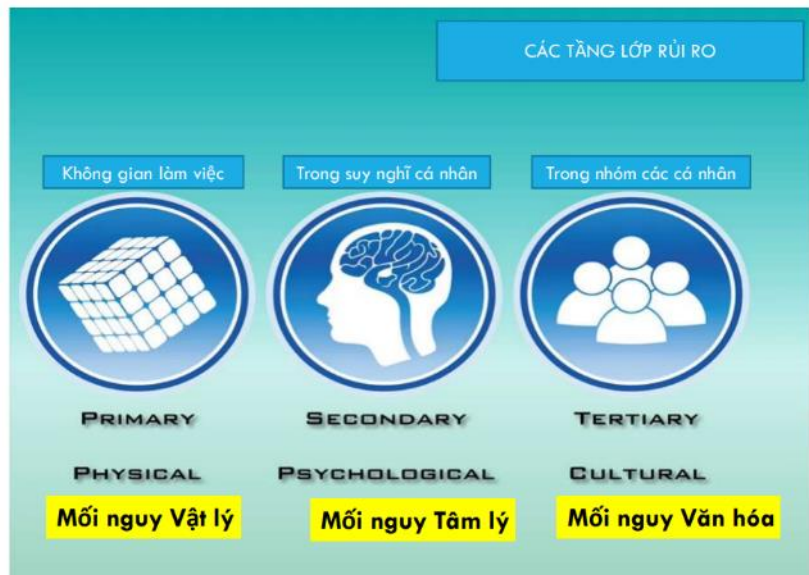 CÁC TẦNG LỚP RỦI RO
Không gian làm việc
Trong suy nghĩ cá nhân
Trong nhóm các cá nhân
PRIMARY
SECONDARY
TERTIARY
PHYSICAL
PSYCHOLOGICAL
CULTURAL
Mối nguy Vật lý
Mối nguy Tâm lý
Mối nguy Văn hóa